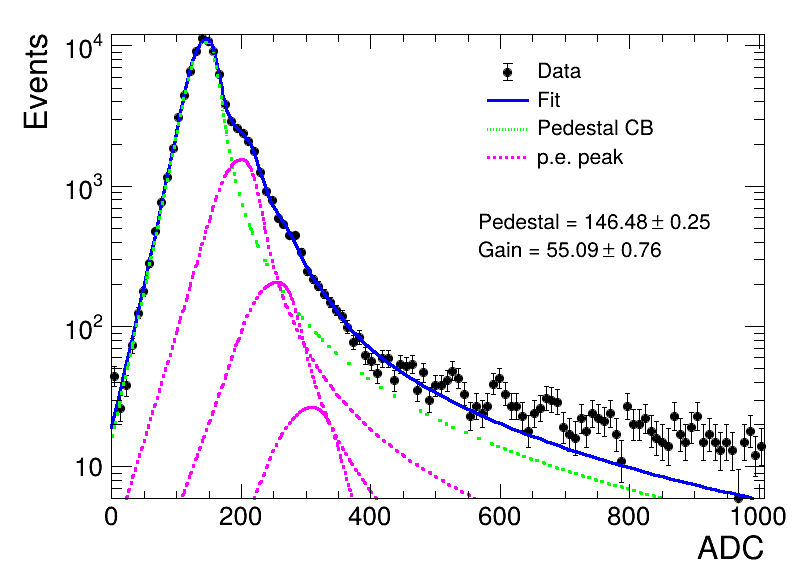 Events
10⁴
10³
10²
10
Data
Fit
Pedestal CB
p.e. peak
Pedestal = 146.48 ± 0.25
Gain = 55.09 ± 0.76
0 200 400 600 800 1000
ADC